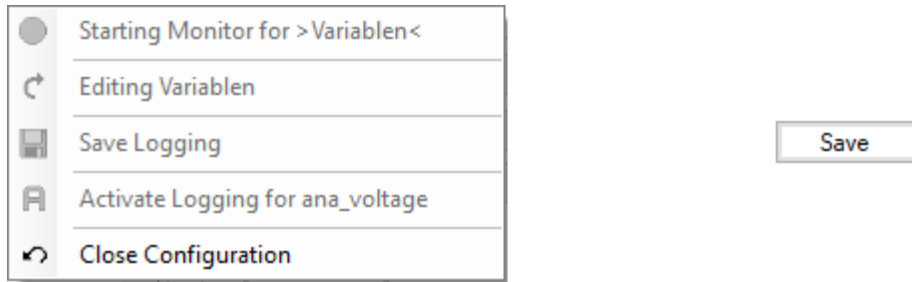 Starting Monitor for >Variablen<
Editing Variablen
Save Logging
Save
Activate Logging for ana_voltage
Close Configuration